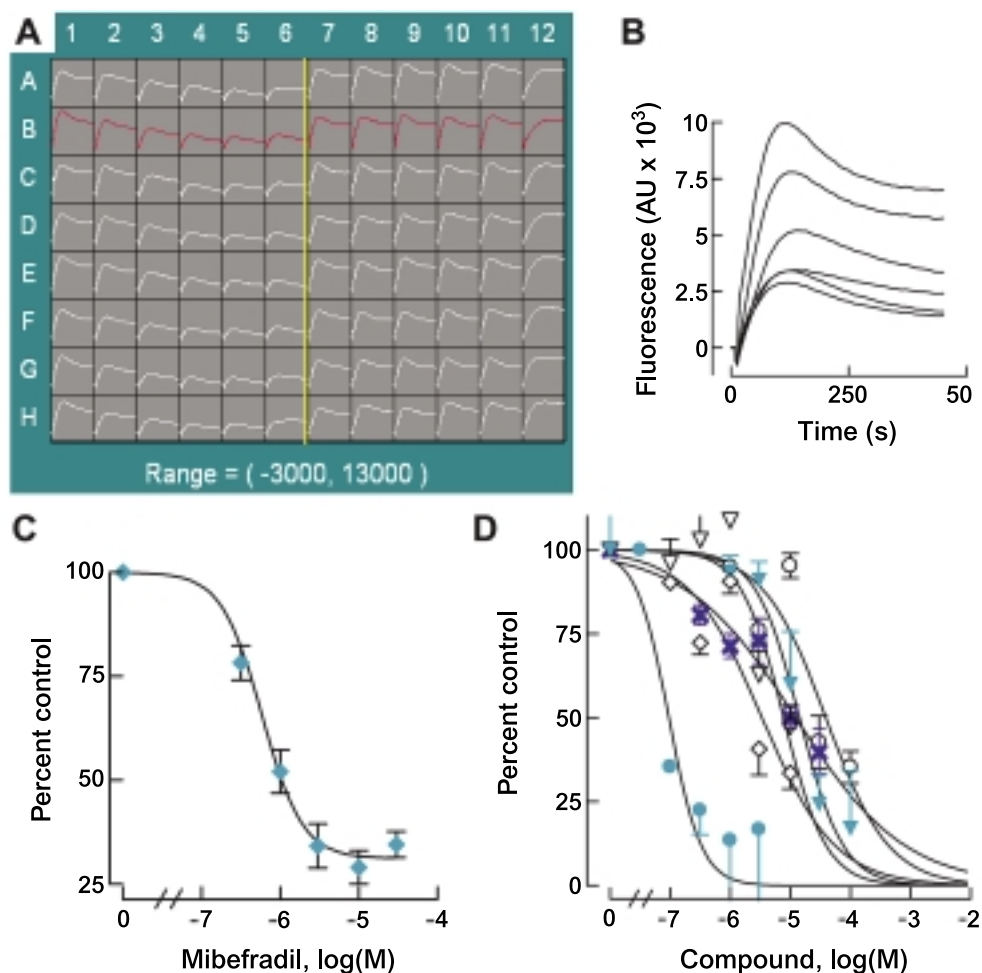 A
1 2 3 4 5 6 7 8 9 10 11 12
A
B
C
D
E
F
G
H
Range = ( -3000, 13000 )
B
Fluorescence (AU x 10³)
10
7.5
5
2.5
0
0 250 50
Time (s)
C
Percent control
100
75
50
25
0 -7 -6 -5 -4
Mibefradil, log(M)
D
Percent control
100
75
50
25
0
0 -7 -6 -5 -4 -3 -2
Compound, log(M)